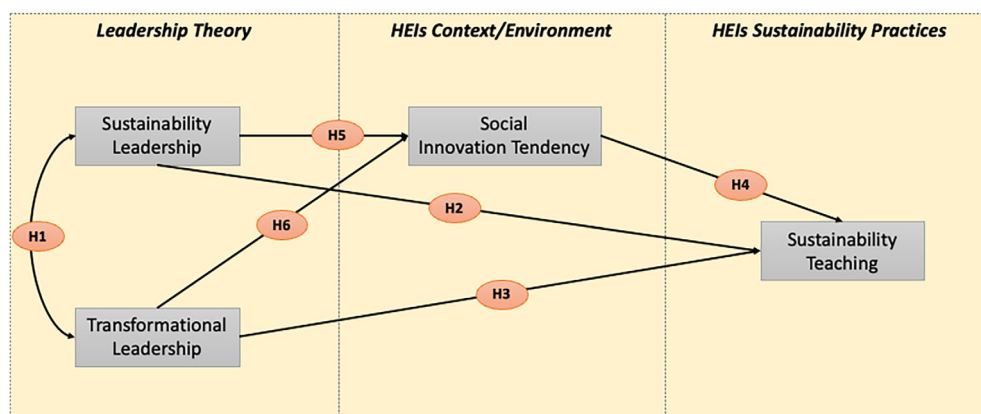 Leadership Theory
HEIs Context/Environment
HEIs Sustainability Practices
Sustainability
Leadership
H5
Social
Innovation Tendency
H4
H2
H6
H1
Sustainability
Teaching
H3
Transformational
Leadership